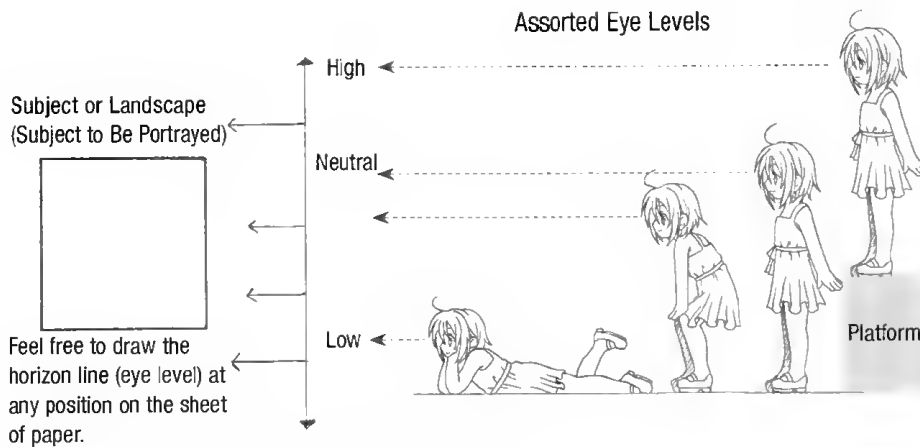 Assorted Eye Levels
High
Subject or Landscape
(Subject to Be Portrayed)
Neutral
Low
Platform
Feel free to draw the
horizon line (eye level) at
any position on the sheet
of paper.